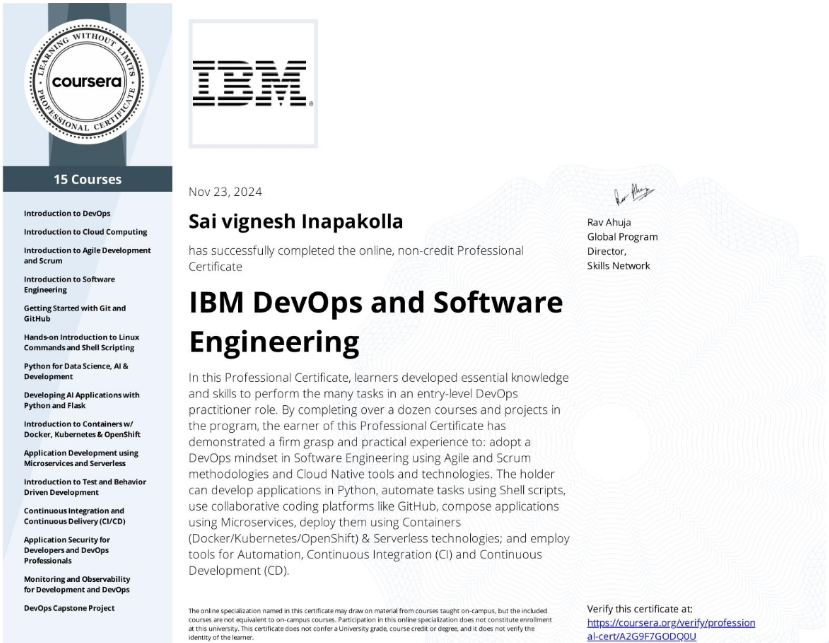 LEARNING WITHOUT LIMITS
coursera
PROFESSIONAL CERTIFICATE
15 Courses
Introduction to DevOps
Introduction to Cloud Computing
Introduction to Agile Development
and Scrum
Introduction to Software
Engineering
Getting Started with Git and
GitHub
Hands-on Introduction to Linux
Commands and Shell Scripting
Python for Data Science, AI &
Development
Developing AI Applications with
Python and Flask
Introduction to Containers w/
Docker, Kubernetes & OpenShift
Application Development using
Microservices and Serverless
Introduction to Test and Behavior
Driven Development
Continuous Integration and
Continuous Delivery (CI/CD)
Application Security for
Developers and DevOps
Professionals
Monitoring and Observability
for Development and DevOps
DevOps Capstone Project
IBM®
Nov 23, 2024
Sai vignesh Inapakolla
has successfully completed the online, non-credit Professional
Certificate
IBM DevOps and Software
Engineering
In this Professional Certificate, learners developed essential knowledge
and skills to perform the many tasks in an entry-level DevOps
practitioner role. By completing over a dozen courses and projects in
the program, the earner of this Professional Certificate has
demonstrated a firm grasp and practical experience to: adopt a
DevOps mindset in Software Engineering using Agile and Scrum
methodologies and Cloud Native tools and technologies. The holder
can develop applications in Python, automate tasks using Shell scripts,
use collaborative coding platforms like GitHub, compose applications
using Microservices, deploy them using Containers
(Docker/Kubernetes/OpenShift) & Serverless technologies; and employ
tools for Automation, Continuous Integration (CI) and Continuous
Development (CD).
The online specialization named in this certificate may draw on material from courses taught on-campus, but the included
courses are not equivalent to on-campus courses. Participation in this online specialization does not constitute enrollment
at this university. This certificate does not confer a University grade, course credit or degree, and it does not verify the
identity of the learner.
Rav Ahuja
Rav Ahuja
Global Program
Director,
Skills Network
Verify this certificate at:
https://coursera.org/verify/profession
al-cert/A2G9F7GODQ0U